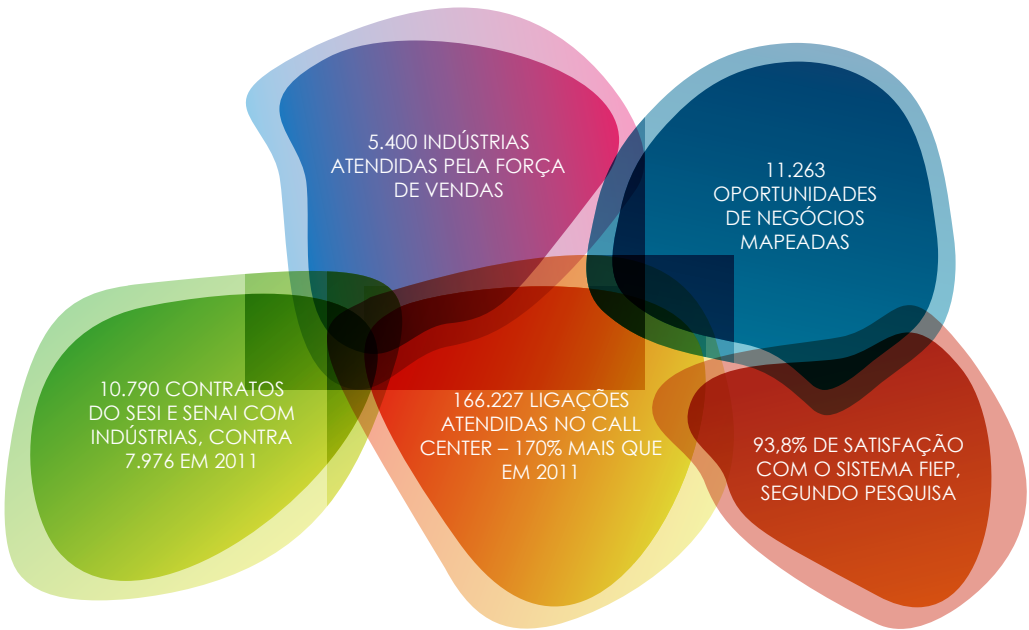 5.400 INDÚSTRIAS
ATENDIDAS PELA FORÇA
DE VENDAS
11.263
OPORTUNIDADES
DE NEGÓCIOS
MAPEADAS
10.790 CONTRATOS
DO SESI E SENAI COM
INDÚSTRIAS, CONTRA
7.976 EM 2011
166.227 LIGAÇÕES
ATENDIDAS NO CALL
CENTER – 170% MAIS QUE
EM 2011
93,8% DE SATISFAÇÃO
COM O SISTEMA FIEP,
SEGUNDO PESQUISA